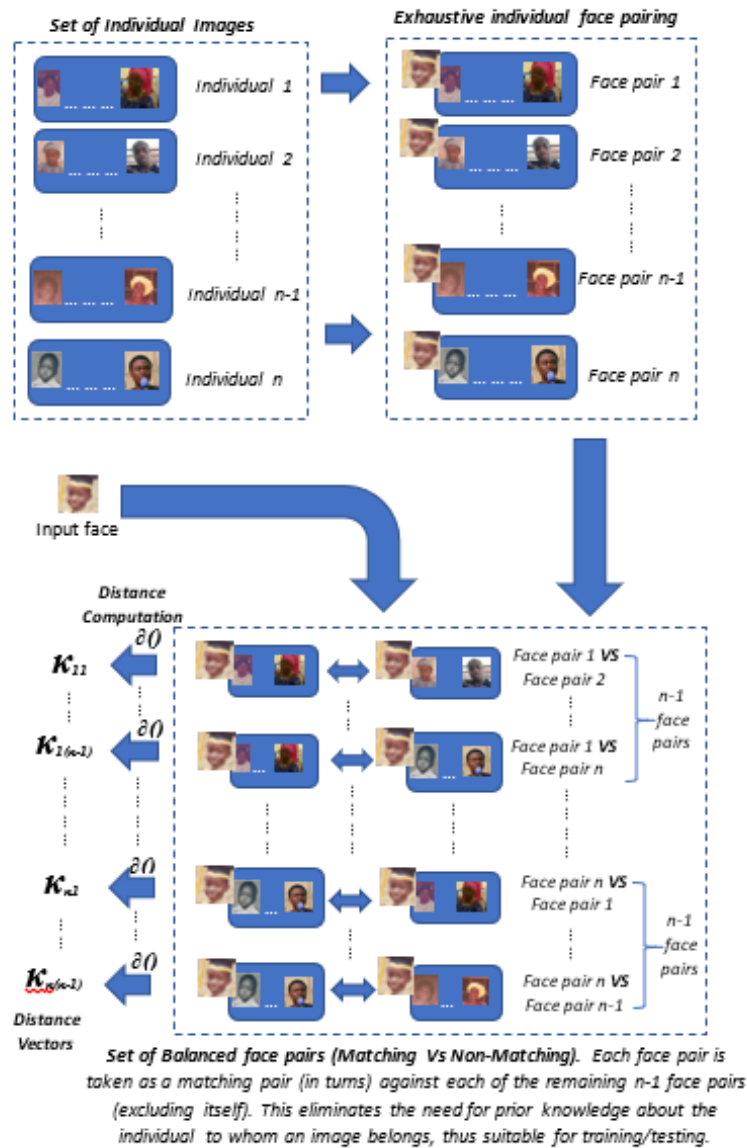 Set of Individual Images
Exhaustive individual face pairing
... ... ...
Individual 1
... ... ...
Face pair 1
... ... ...
Individual 2
... ... ...
Face pair 2
... ... ...
Individual n-1
... ... ...
Face pair n-1
... ... ...
Individual n
... ... ...
Face pair n
Input face
Distance
Computation
κ11
∂()
Face pair 1 VS
Face pair 2
κ1(n-1)
∂()
...
Face pair 1 VS
Face pair n
n-1
face
pairs
κn1
∂()
...
Face pair n VS
Face pair 1
κn(n-1)
∂()
...
Face pair n VS
Face pair n-1
n-1
face
pairs
Distance
Vectors
Set of Balanced face pairs (Matching Vs Non-Matching). Each face pair is
taken as a matching pair (in turns) against each of the remaining n-1 face pairs
(excluding itself). This eliminates the need for prior knowledge about the
individual to whom an image belongs, thus suitable for training/testing.